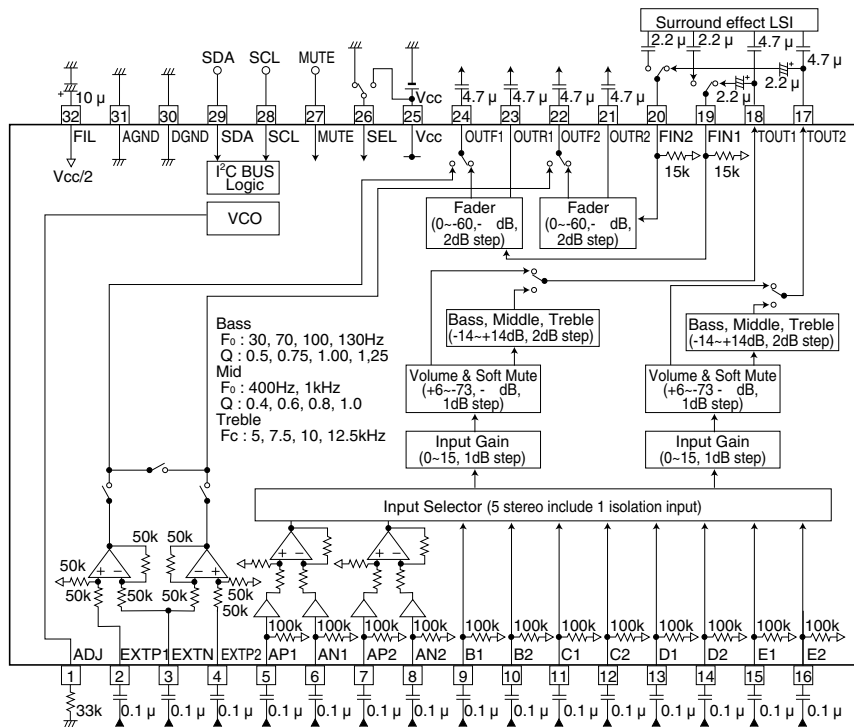 Surround effect LSI
2.2 μ 2.2 μ 4.7 μ
SDA SCL MUTE
4.7 μ
2.2 μ
2.2 μ
+ 10 μ
Vcc 4.7 μ 4.7 μ 4.7 μ 4.7 μ
32 31 30 29 28 27 26 25 24 23 22 21 20 19 18 17
FIL AGND DGND SDA SCL MUTE SEL Vcc OUTF1 OUTR1 OUTF2 OUTR2 FIN2 FIN1 TOUT1 TOUT2
Vcc/2
I²C BUS
Logic
15k 15k
VCO
Fader
(0~-60,- dB,
2dB step)
Fader
(0~-60,- dB,
2dB step)
Bass
F₀ : 30, 70, 100, 130Hz
Q : 0.5, 0.75, 1.00, 1,25
Mid
F₀ : 400Hz, 1kHz
Q : 0.4, 0.6, 0.8, 1.0
Treble
Fc : 5, 7.5, 10, 12.5kHz
Bass, Middle, Treble
(-14~+14dB, 2dB step)
Bass, Middle, Treble
(-14~+14dB, 2dB step)
Volume & Soft Mute
(+6~-73, - dB,
1dB step)
Volume & Soft Mute
(+6~-73 - dB,
1dB step)
Input Gain
(0~15, 1dB step)
Input Gain
(0~15, 1dB step)
Input Selector (5 stereo include 1 isolation input)
50k 50k
50k + − − + 50k
50k 50k 50k 50k
+ − + −
100k 100k 100k 100k 100k 100k 100k 100k 100k 100k 100k 100k
ADJ EXTP1 EXTN EXTP2 AP1 AN1 AP2 AN2 B1 B2 C1 C2 D1 D2 E1 E2
1 2 3 4 5 6 7 8 9 10 11 12 13 14 15 16
33k 0.1 μ 0.1 μ 0.1 μ 0.1 μ 0.1 μ 0.1 μ 0.1 μ 0.1 μ 0.1 μ 0.1 μ 0.1 μ 0.1 μ 0.1 μ 0.1 μ 0.1 μ